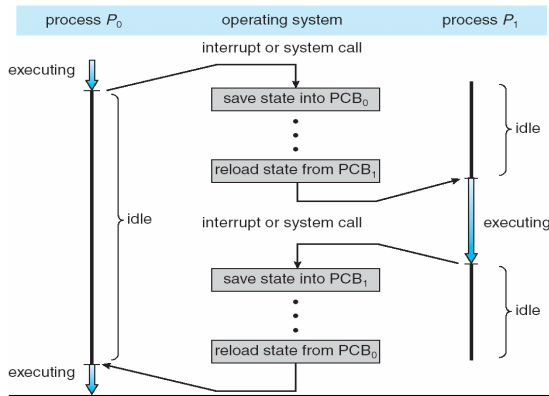 process P0 operating system process P1
interrupt or system call
executing
save state into PCB0
idle
reload state from PCB1
idle
interrupt or system call
executing
save state into PCB1
idle
reload state from PCB0
executing